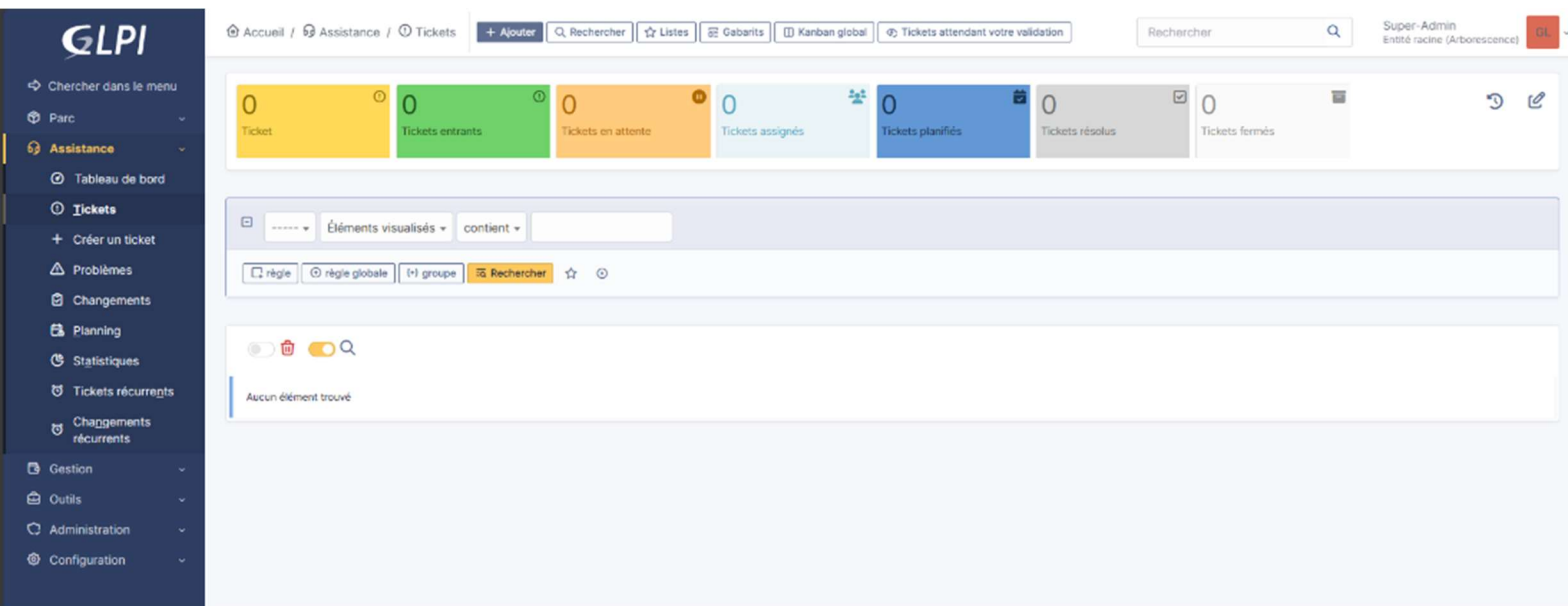 GLPI
Chercher dans le menu
Parc
Assistance
Tableau de bord
Tickets
Créer un ticket
Problèmes
Changements
Planning
Statistiques
Tickets récurrents
Changements
récurrents
Gestion
Outils
Administration
Configuration
Accueil / Assistance / Tickets
+ Ajouter
Rechercher
Listes
Gabarits
Kanban global
Tickets attendant votre validation
Rechercher
Super-Admin
Entité racine (Arborescence)
GL
0
Ticket
0
Tickets entrants
0
Tickets en attente
0
Tickets assignés
0
Tickets planifiés
0
Tickets résolus
0
Tickets fermés
-----
Éléments visualisés
contient
règle
règle globale
(+) groupe
Rechercher
Aucun élément trouvé